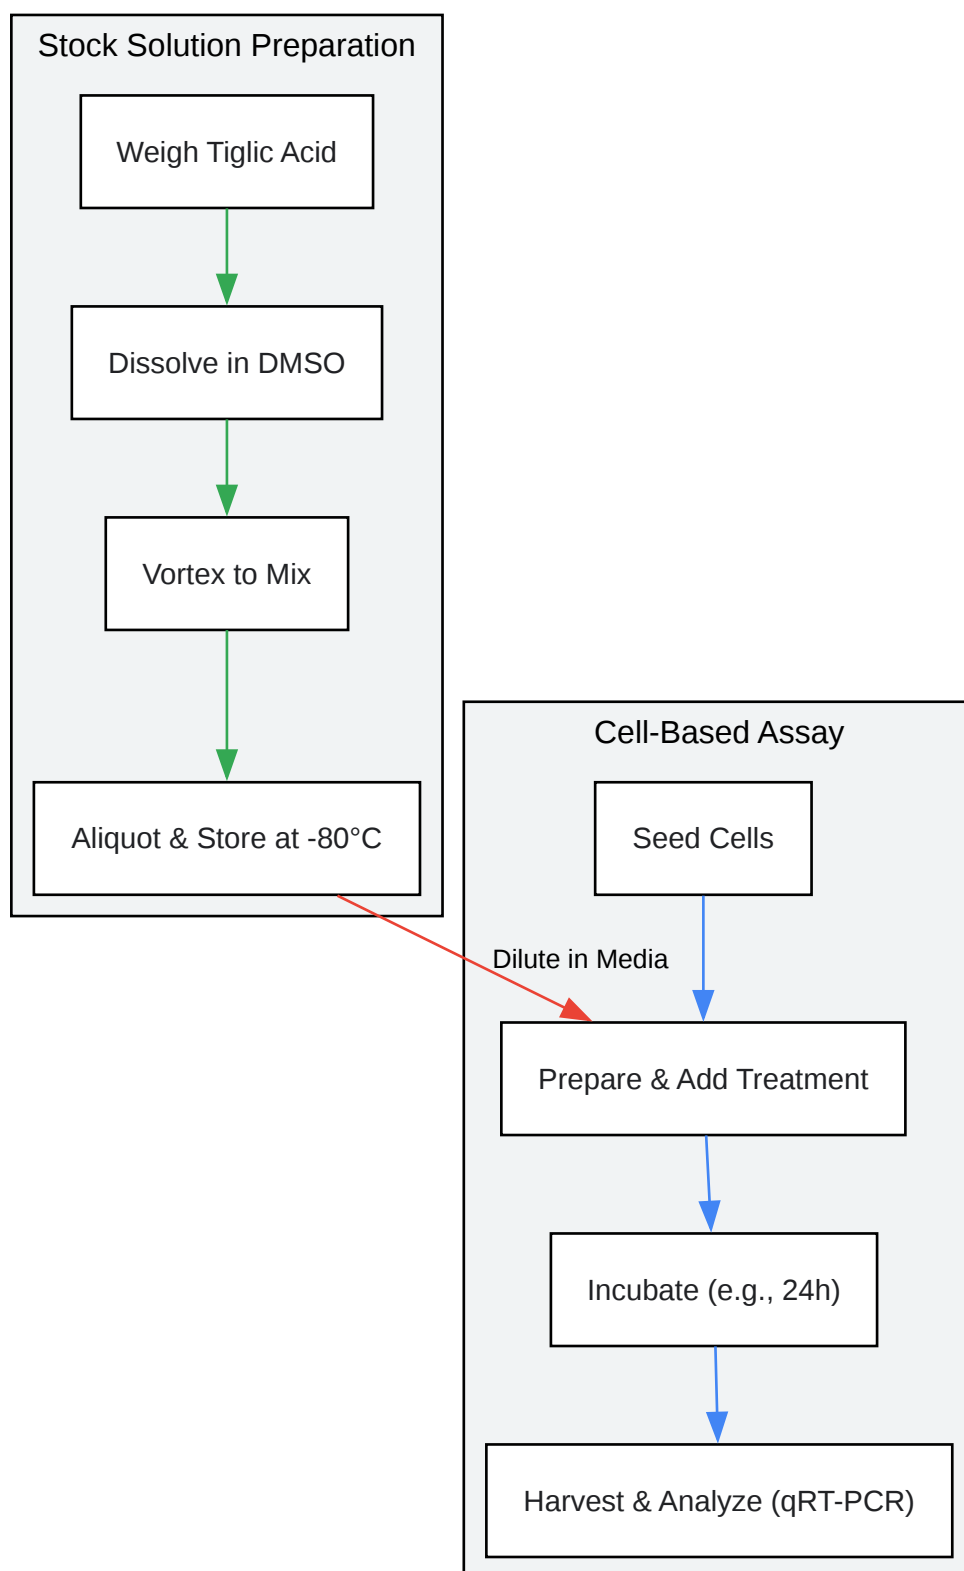 Stock Solution Preparation
Weigh Tiglic Acid
Dissolve in DMSO
Vortex to Mix
Aliquot & Store at -80°C
Cell-Based Assay
Seed Cells
Dilute in Media
Prepare & Add Treatment
Incubate (e.g., 24h)
Harvest & Analyze (qRT-PCR)